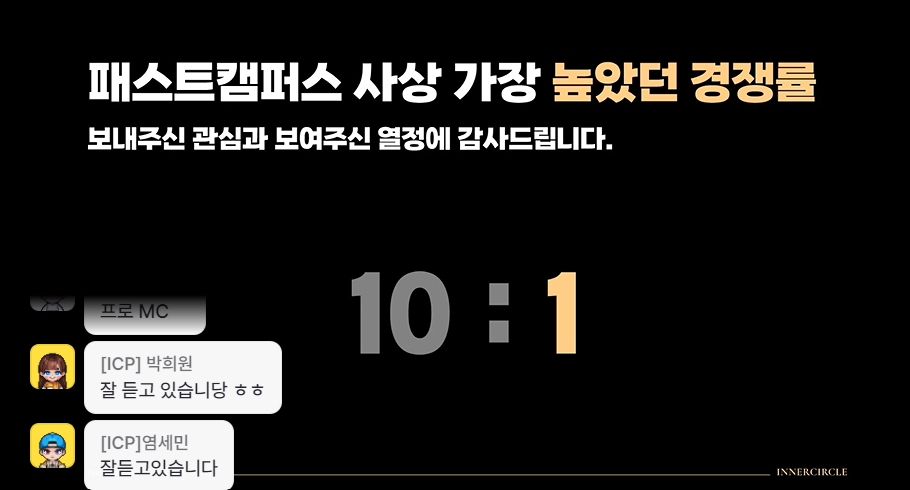 패스트캠퍼스 사상 가장 높았던 경쟁률
보내주신 관심과 보여주신 열정에 감사드립니다.
10 : 1
프로 MC
[ICP] 박희원
잘 듣고 있습니당 ㅎㅎ
[ICP]염세민
잘듣고있습니다
INNERCIRCLE